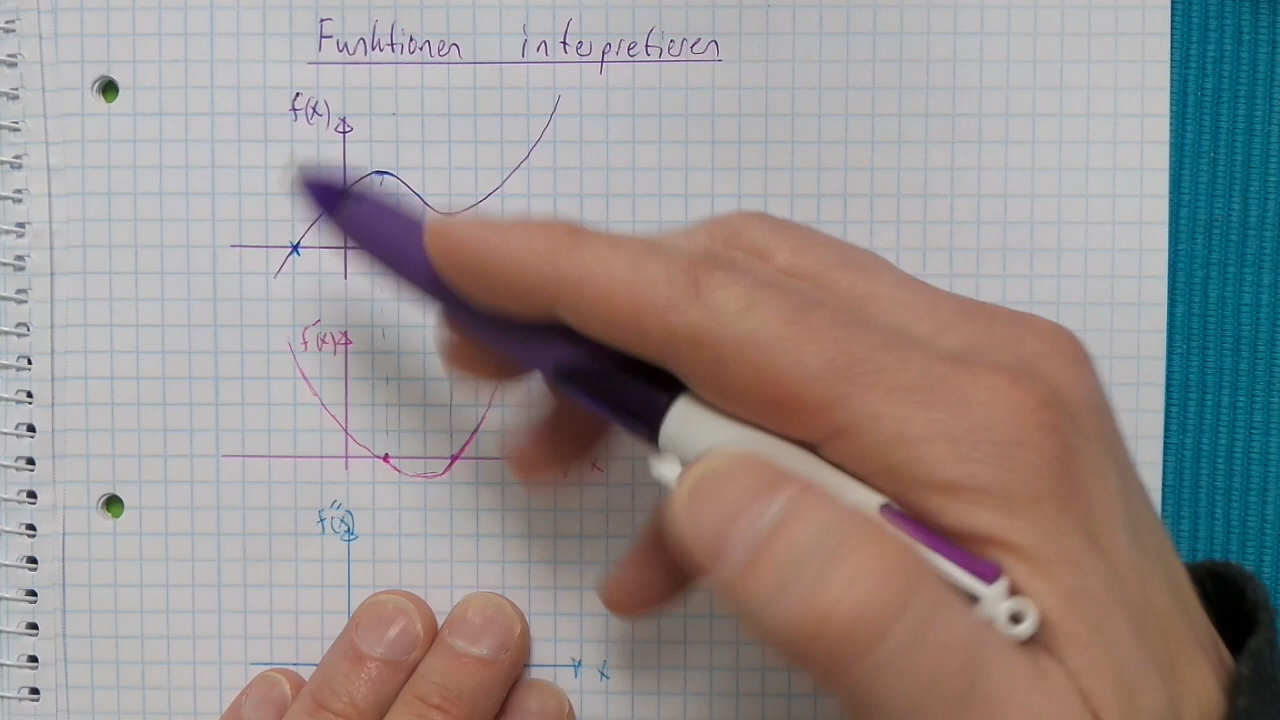 Funktionen interpretieren
f(x)
f'(x)
x
f''(x)
x